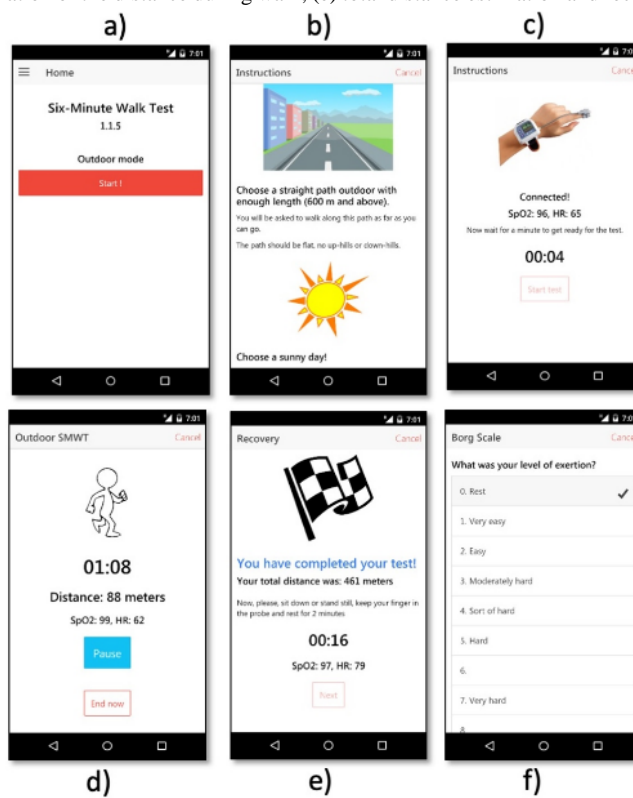 a)
b)
c)
7:01
Home
Six-Minute Walk Test
1.1.5
Outdoor mode
Start !
7:01
Instructions Cancel
Choose a straight path outdoor with
enough length (600 m and above).
You will be asked to walk along this path as far as you
can go.
The path should be flat, no up-hills or down-hills.
Choose a sunny day!
Instructions
Connected!
SpO2: 96, HR: 65
Now wait for a minute to get ready for the test.
00:04
Start test
7:01
Outdoor SMWT Cancel
01:08
Distance: 88 meters
SpO2: 99, HR: 62
Pause
End now
7:01
Recovery Cancel
You have completed your test!
Your total distance was: 461 meters
Now, please, sit down or stand still, keep your finger in
the probe and rest for 2 minutes
00:16
SpO2: 97, HR: 79
Next
Borg Scale
What was your level of exertion?
0. Rest
1. Very easy
2. Easy
3. Moderately hard
4. Sort of hard
5. Hard
6.
7. Very hard
8
d)
e)
f)